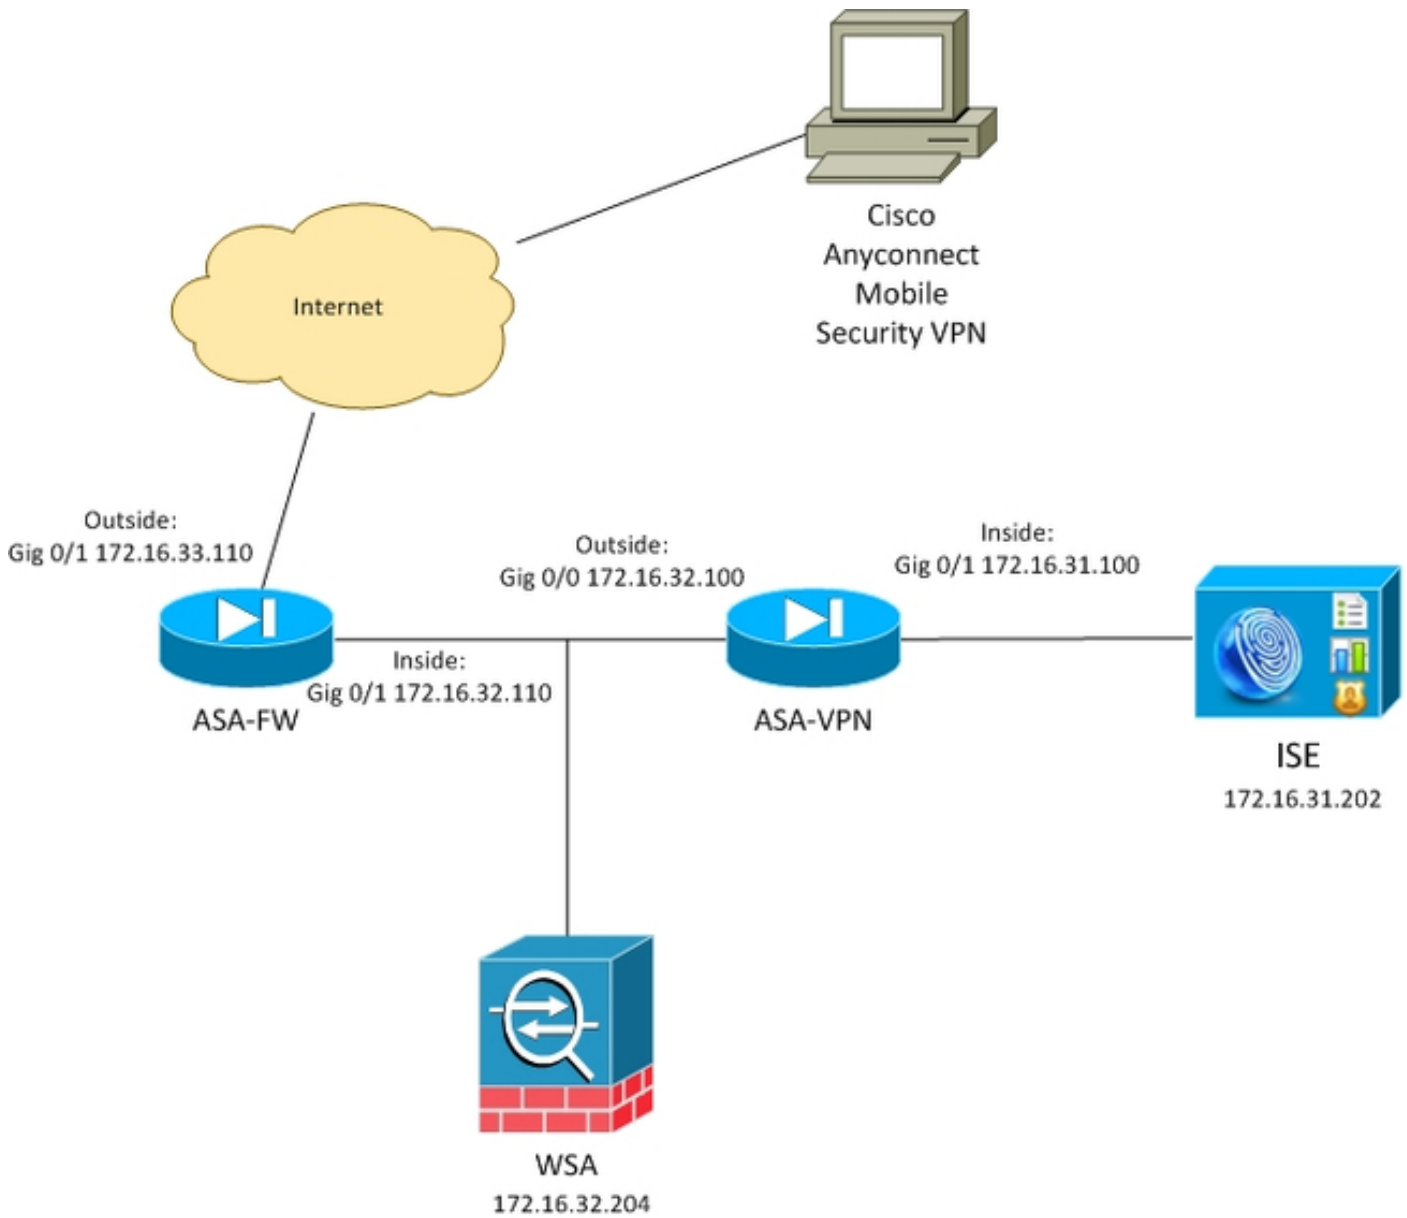 Cisco
Anyconnect
Mobile
Security VPN
Internet
Outside:
Gig 0/1 172.16.33.110
Outside:
Gig 0/0 172.16.32.100
Inside:
Gig 0/1 172.16.31.100
Inside:
Gig 0/1 172.16.32.110
ASA-FW
ASA-VPN
ISE
172.16.31.202
WSA
172.16.32.204